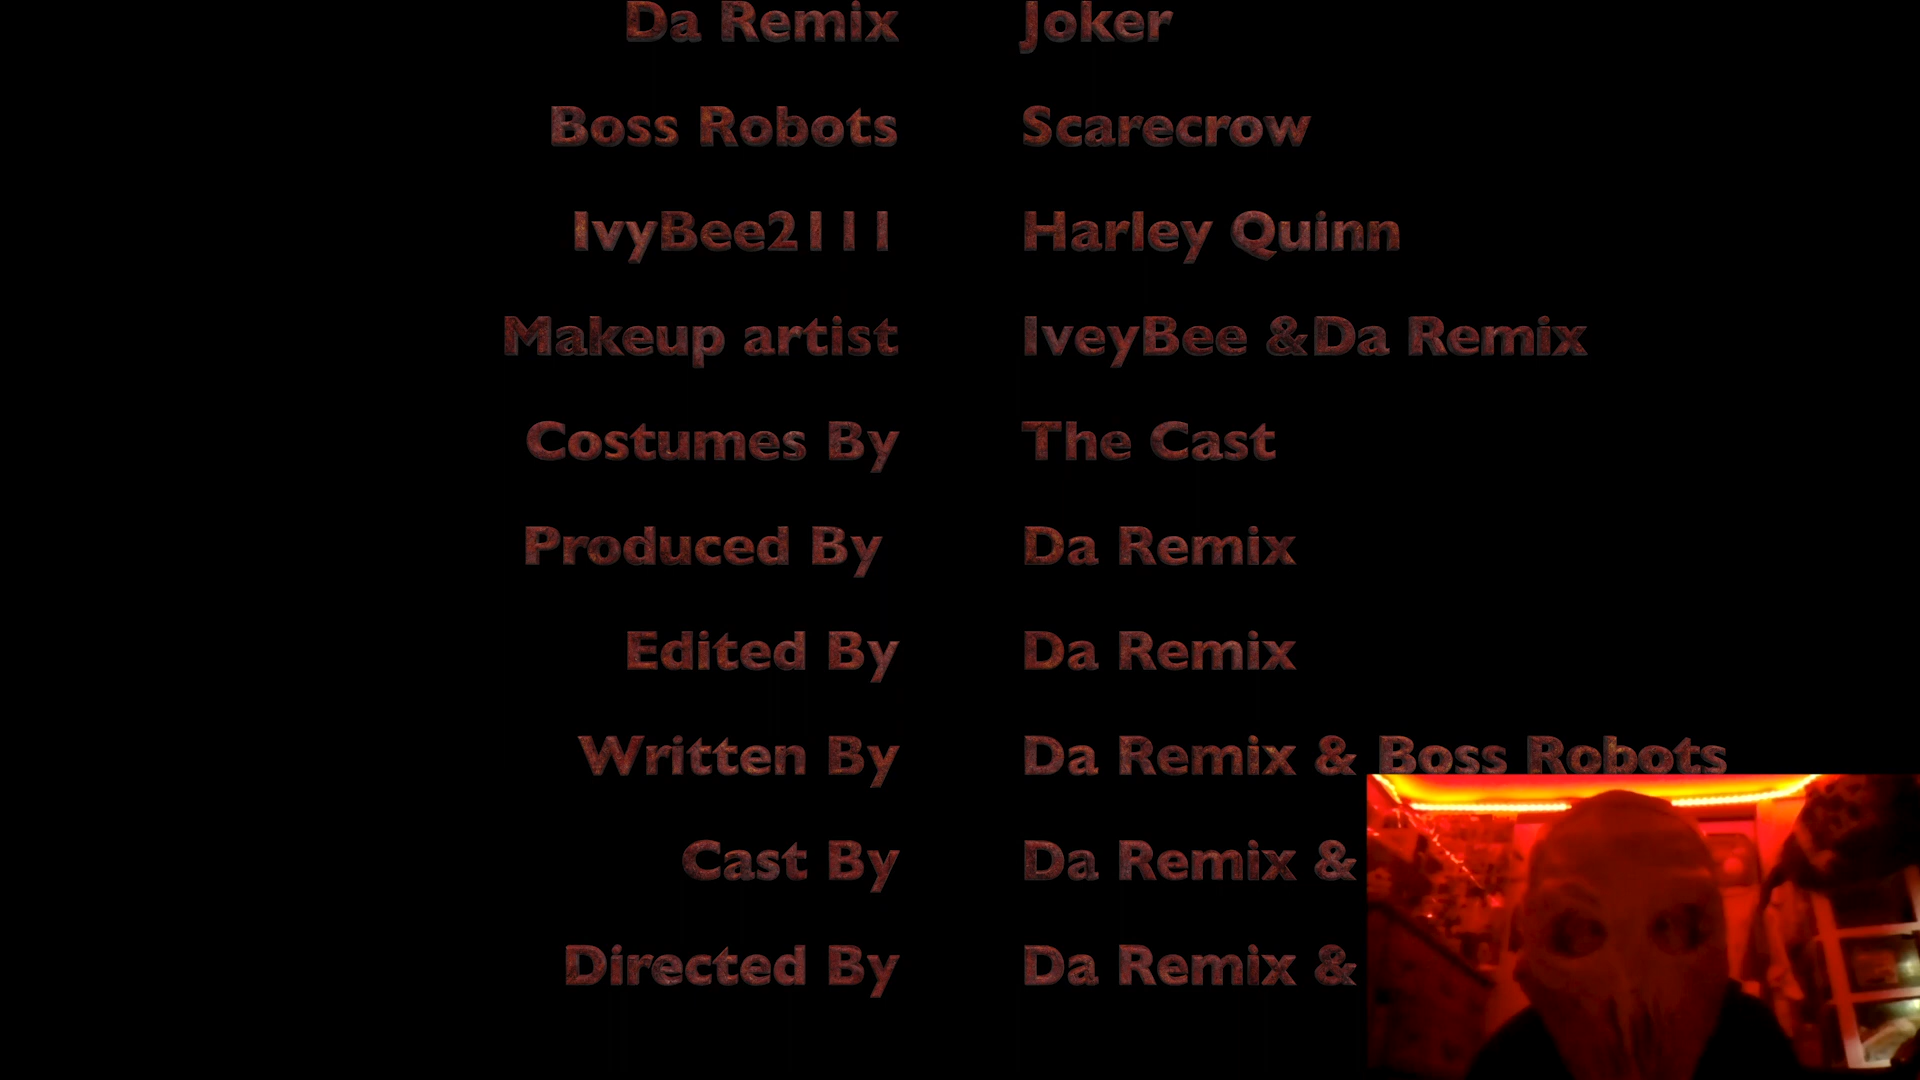 Da Remix Joker
Boss Robots Scarecrow
IvyBee2111 Harley Quinn
Makeup artist IveyBee &Da Remix
Costumes By The Cast
Produced By Da Remix
Edited By Da Remix
Written By Da Remix & Boss Robots
Cast By Da Remix &
Directed By Da Remix &